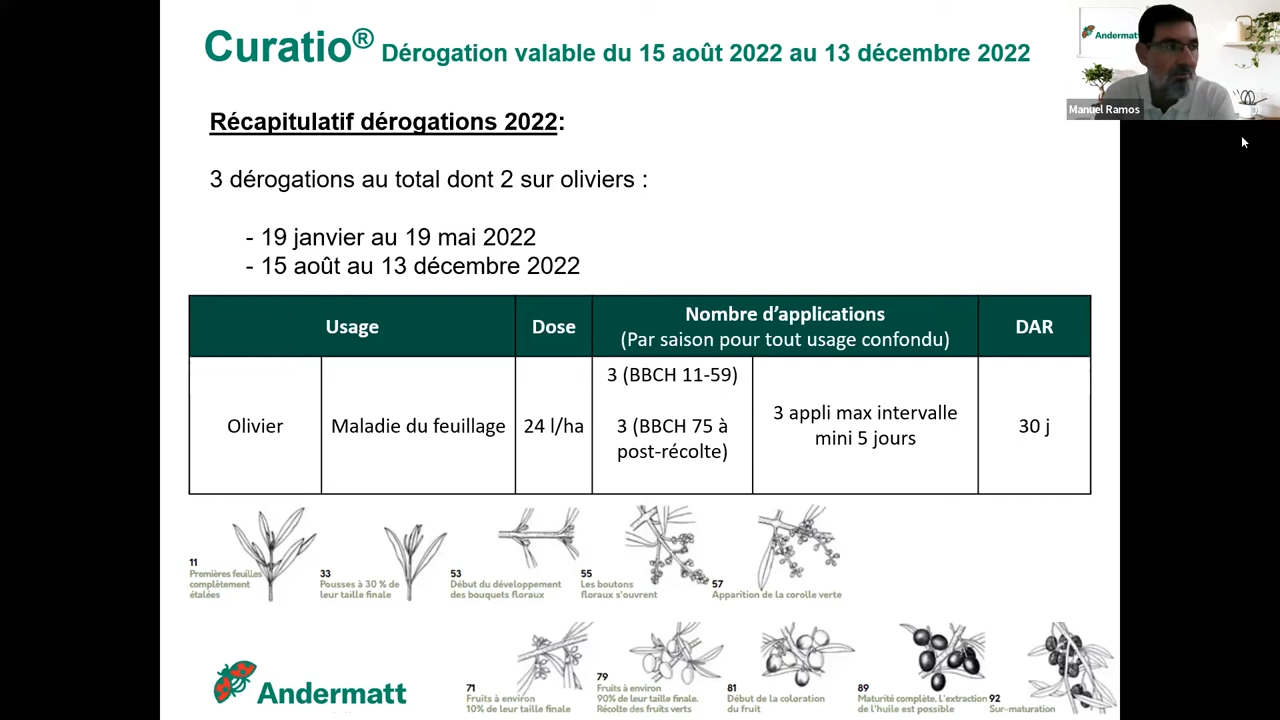 Curatio® Dérogation valable du 15 août 2022 au 13 décembre 2022
Andermatt
Manuel Ramos
Récapitulatif dérogations 2022:
3 dérogations au total dont 2 sur oliviers :
- 19 janvier au 19 mai 2022
- 15 août au 13 décembre 2022
Usage
Dose
Nombre d'applications
(Par saison pour tout usage confondu)
DAR
Olivier
Maladie du feuillage
24 l/ha
3 (BBCH 11-59)
3 (BBCH 75 à
post-récolte)
3 appli max intervalle
mini 5 jours
30 j
11
Premières feuilles
complètement
étalées
33
Pousses à 30 % de
leur taille finale
53
Début du développement
des bouquets floraux
55
Les boutons
floraux s'ouvrent
57
Apparition de la corolle verte
71
Fruits à environ
10% de leur taille finale
79
Fruits à environ
90% de leur taille finale.
Récolte des fruits verts
81
Début de la coloration
du fruit
89
Maturité complète. L'extraction
de l'huile est possible
92
Sur-maturation
Andermatt